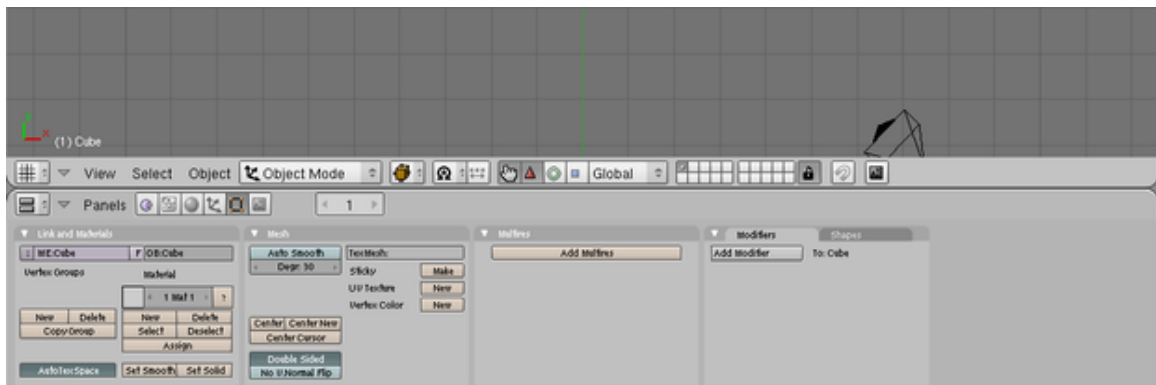 (1) Cube
View Select Object Object Mode Global
Panels 1
Link and Materials Mesh Multires Modifiers Shapes
ME:Cube F OB:Cube Auto Smooth TexMesh: Add Multires Add Modifier To: Cube
Degr: 30
Vertex Groups Material Sticky Make
1 Mat 1 ? UV Texture New
Vertex Color New
New Delete New Delete
Copy Group Select Deselect Center Center New
Assign Center Cursor
Double Sided
AutoTexSpace Set Smooth Set Solid No V.Normal Flip